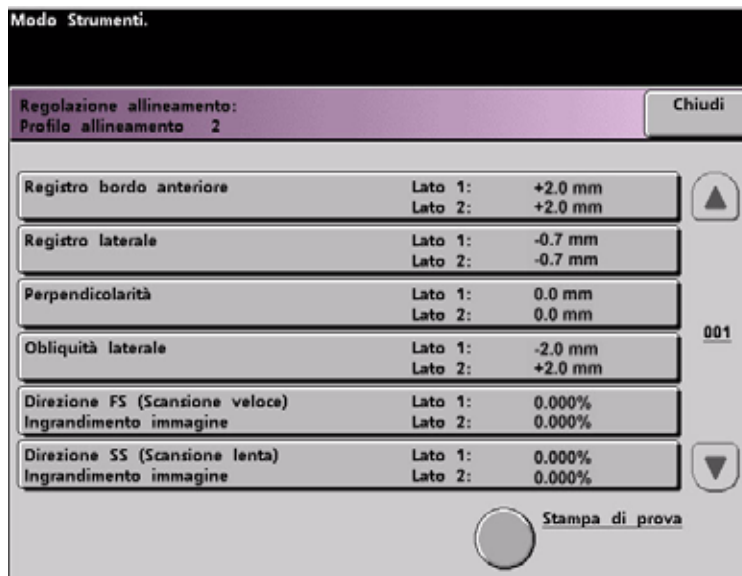 Modo Strumenti.
Regolazione allineamento:
Profilo allineamento 2
Chiudi
Registro bordo anteriore Lato 1: +2.0 mm
Lato 2: +2.0 mm
Registro laterale Lato 1: -0.7 mm
Lato 2: -0.7 mm
Perpendicolarità Lato 1: 0.0 mm
Lato 2: 0.0 mm
001
Obliquità laterale Lato 1: -2.0 mm
Lato 2: +2.0 mm
Direzione FS (Scansione veloce) Lato 1: 0.000%
Ingrandimento immagine Lato 2: 0.000%
Direzione SS (Scansione lenta) Lato 1: 0.000%
Ingrandimento immagine Lato 2: 0.000%
Stampa di prova